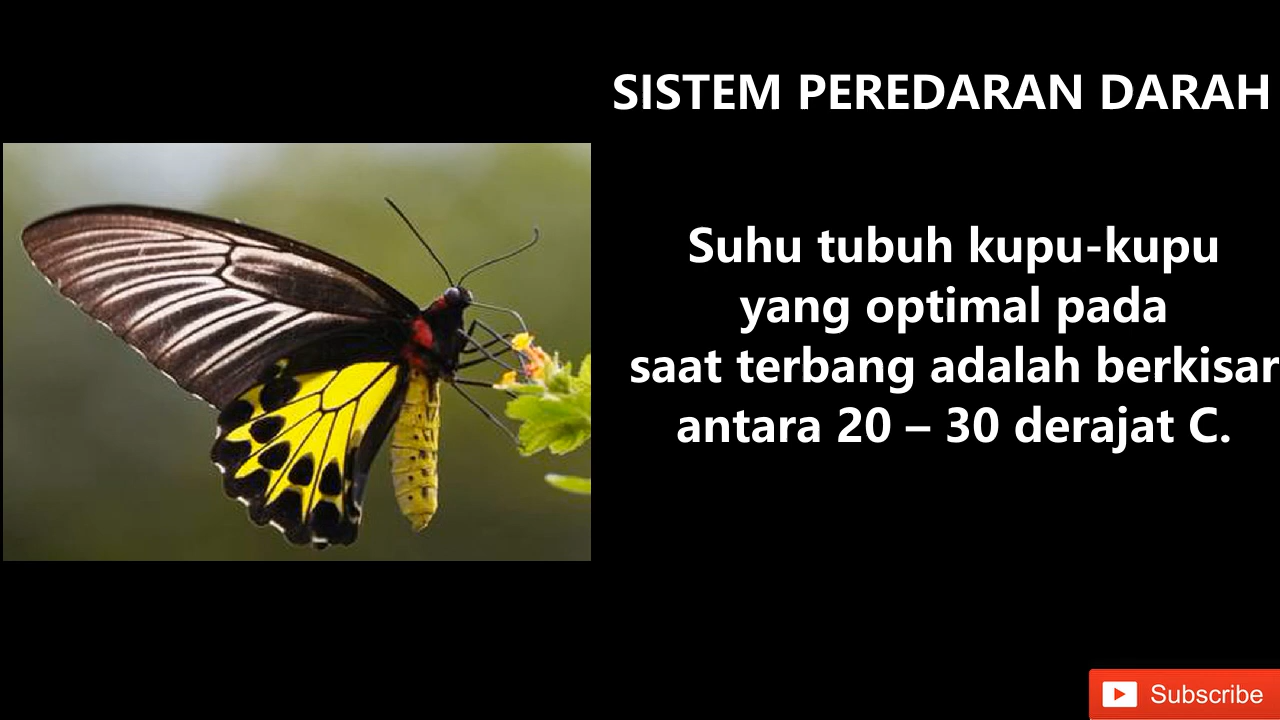 SISTEM PEREDARAN DARAH
Suhu tubuh kupu-kupu
yang optimal pada
saat terbang adalah berkisar
antara 20 – 30 derajat C.
Subscribe